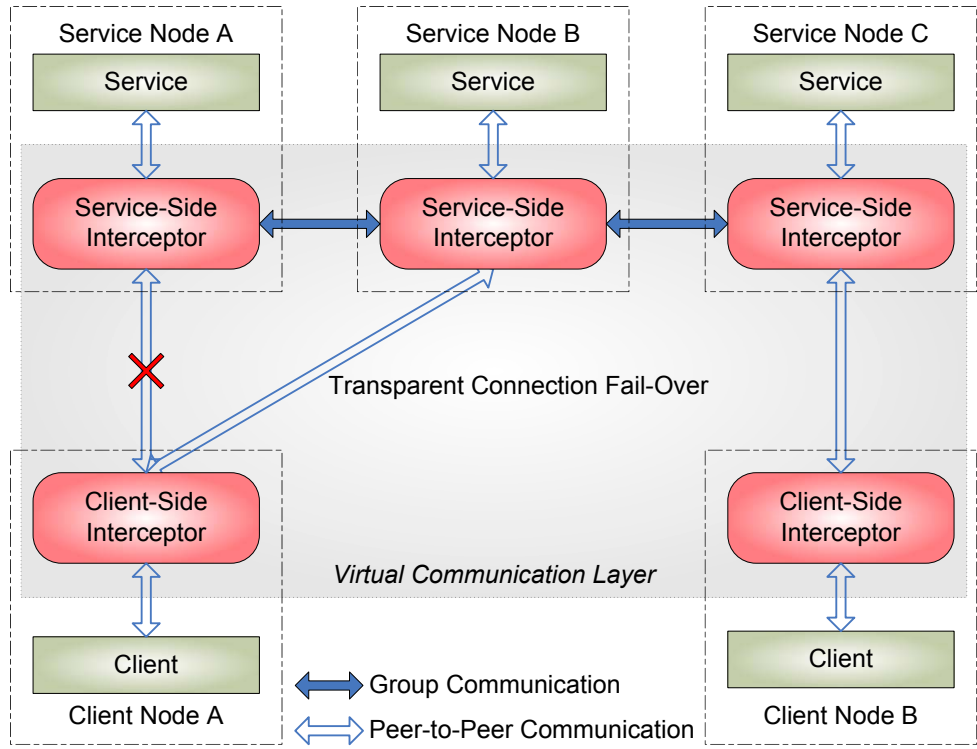 Service Node A
Service Node B
Service Node C
Service
Service
Service
Service-Side
Interceptor
Service-Side
Interceptor
Service-Side
Interceptor
Transparent Connection Fail-Over
Client-Side
Interceptor
Client-Side
Interceptor
Virtual Communication Layer
Client
Client
Client Node A
Client Node B
Group Communication
Peer-to-Peer Communication